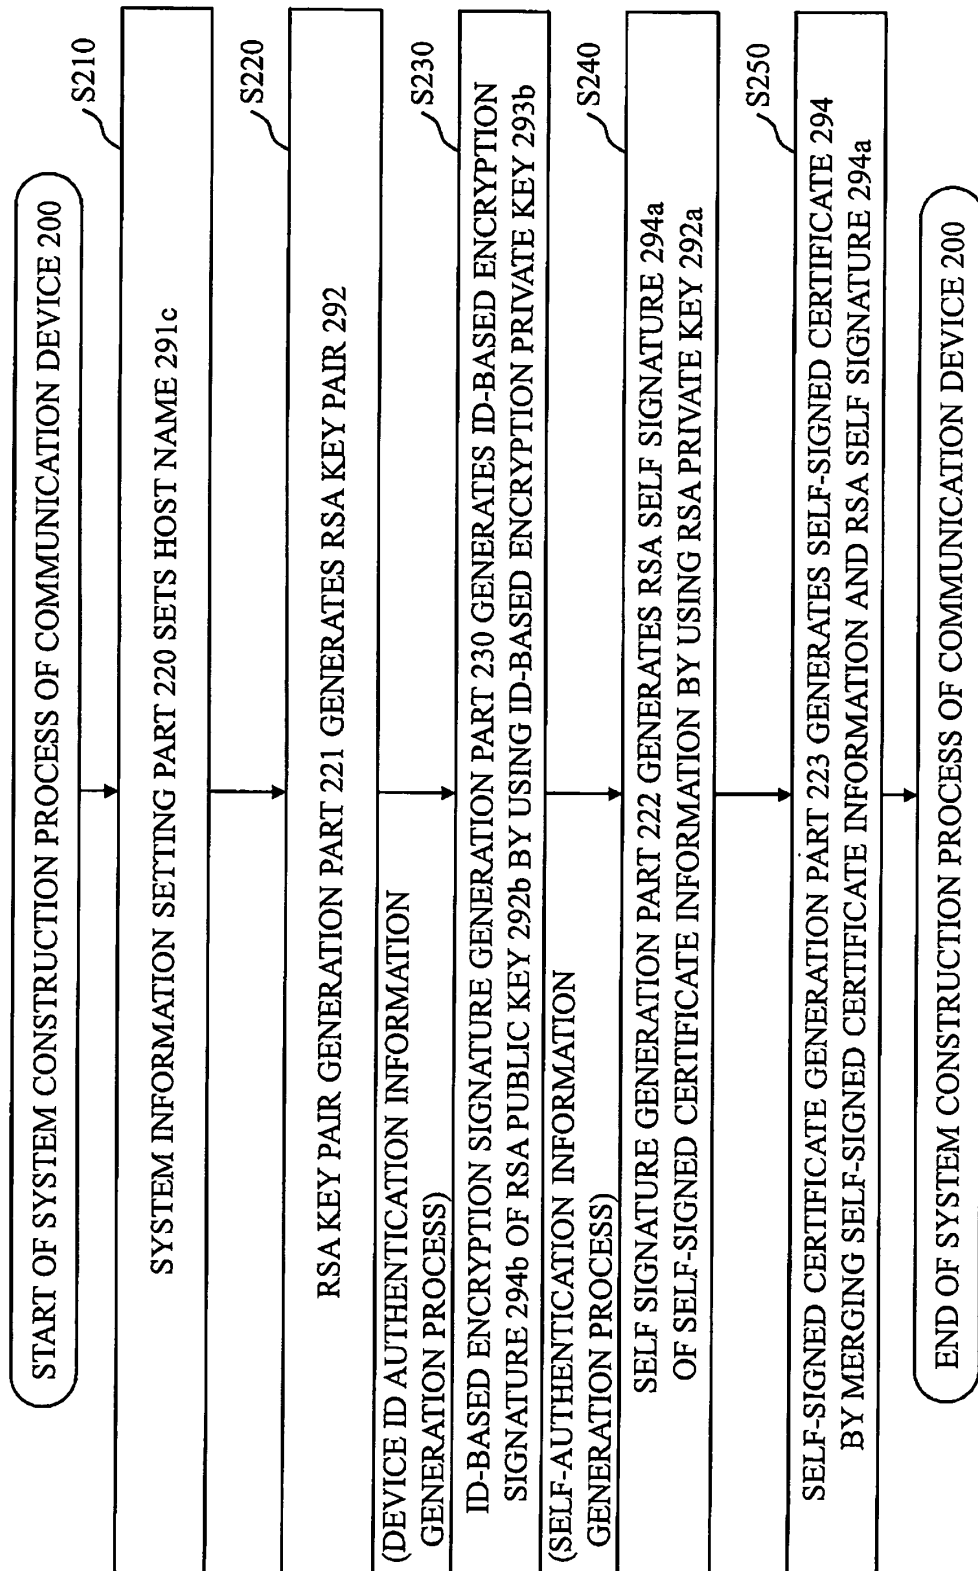 START OF SYSTEM CONSTRUCTION PROCESS OF COMMUNICATION DEVICE 200
S210
SYSTEM INFORMATION SETTING PART 220 SETS HOST NAME 291c
S220
RSA KEY PAIR GENERATION PART 221 GENERATES RSA KEY PAIR 292
(DEVICE ID AUTHENTICATION INFORMATION
GENERATION PROCESS)
S230
ID-BASED ENCRYPTION SIGNATURE GENERATION PART 230 GENERATES ID-BASED ENCRYPTION
SIGNATURE 294b OF RSA PUBLIC KEY 292b BY USING ID-BASED ENCRYPTION PRIVATE KEY 293b
(SELF-AUTHENTICATION INFORMATION
GENERATION PROCESS)
S240
SELF SIGNATURE GENERATION PART 222 GENERATES RSA SELF SIGNATURE 294a
OF SELF-SIGNED CERTIFICATE INFORMATION BY USING RSA PRIVATE KEY 292a
S250
SELF-SIGNED CERTIFICATE GENERATION PART 223 GENERATES SELF-SIGNED CERTIFICATE 294
BY MERGING SELF-SIGNED CERTIFICATE INFORMATION AND RSA SELF SIGNATURE 294a
END OF SYSTEM CONSTRUCTION PROCESS OF COMMUNICATION DEVICE 200